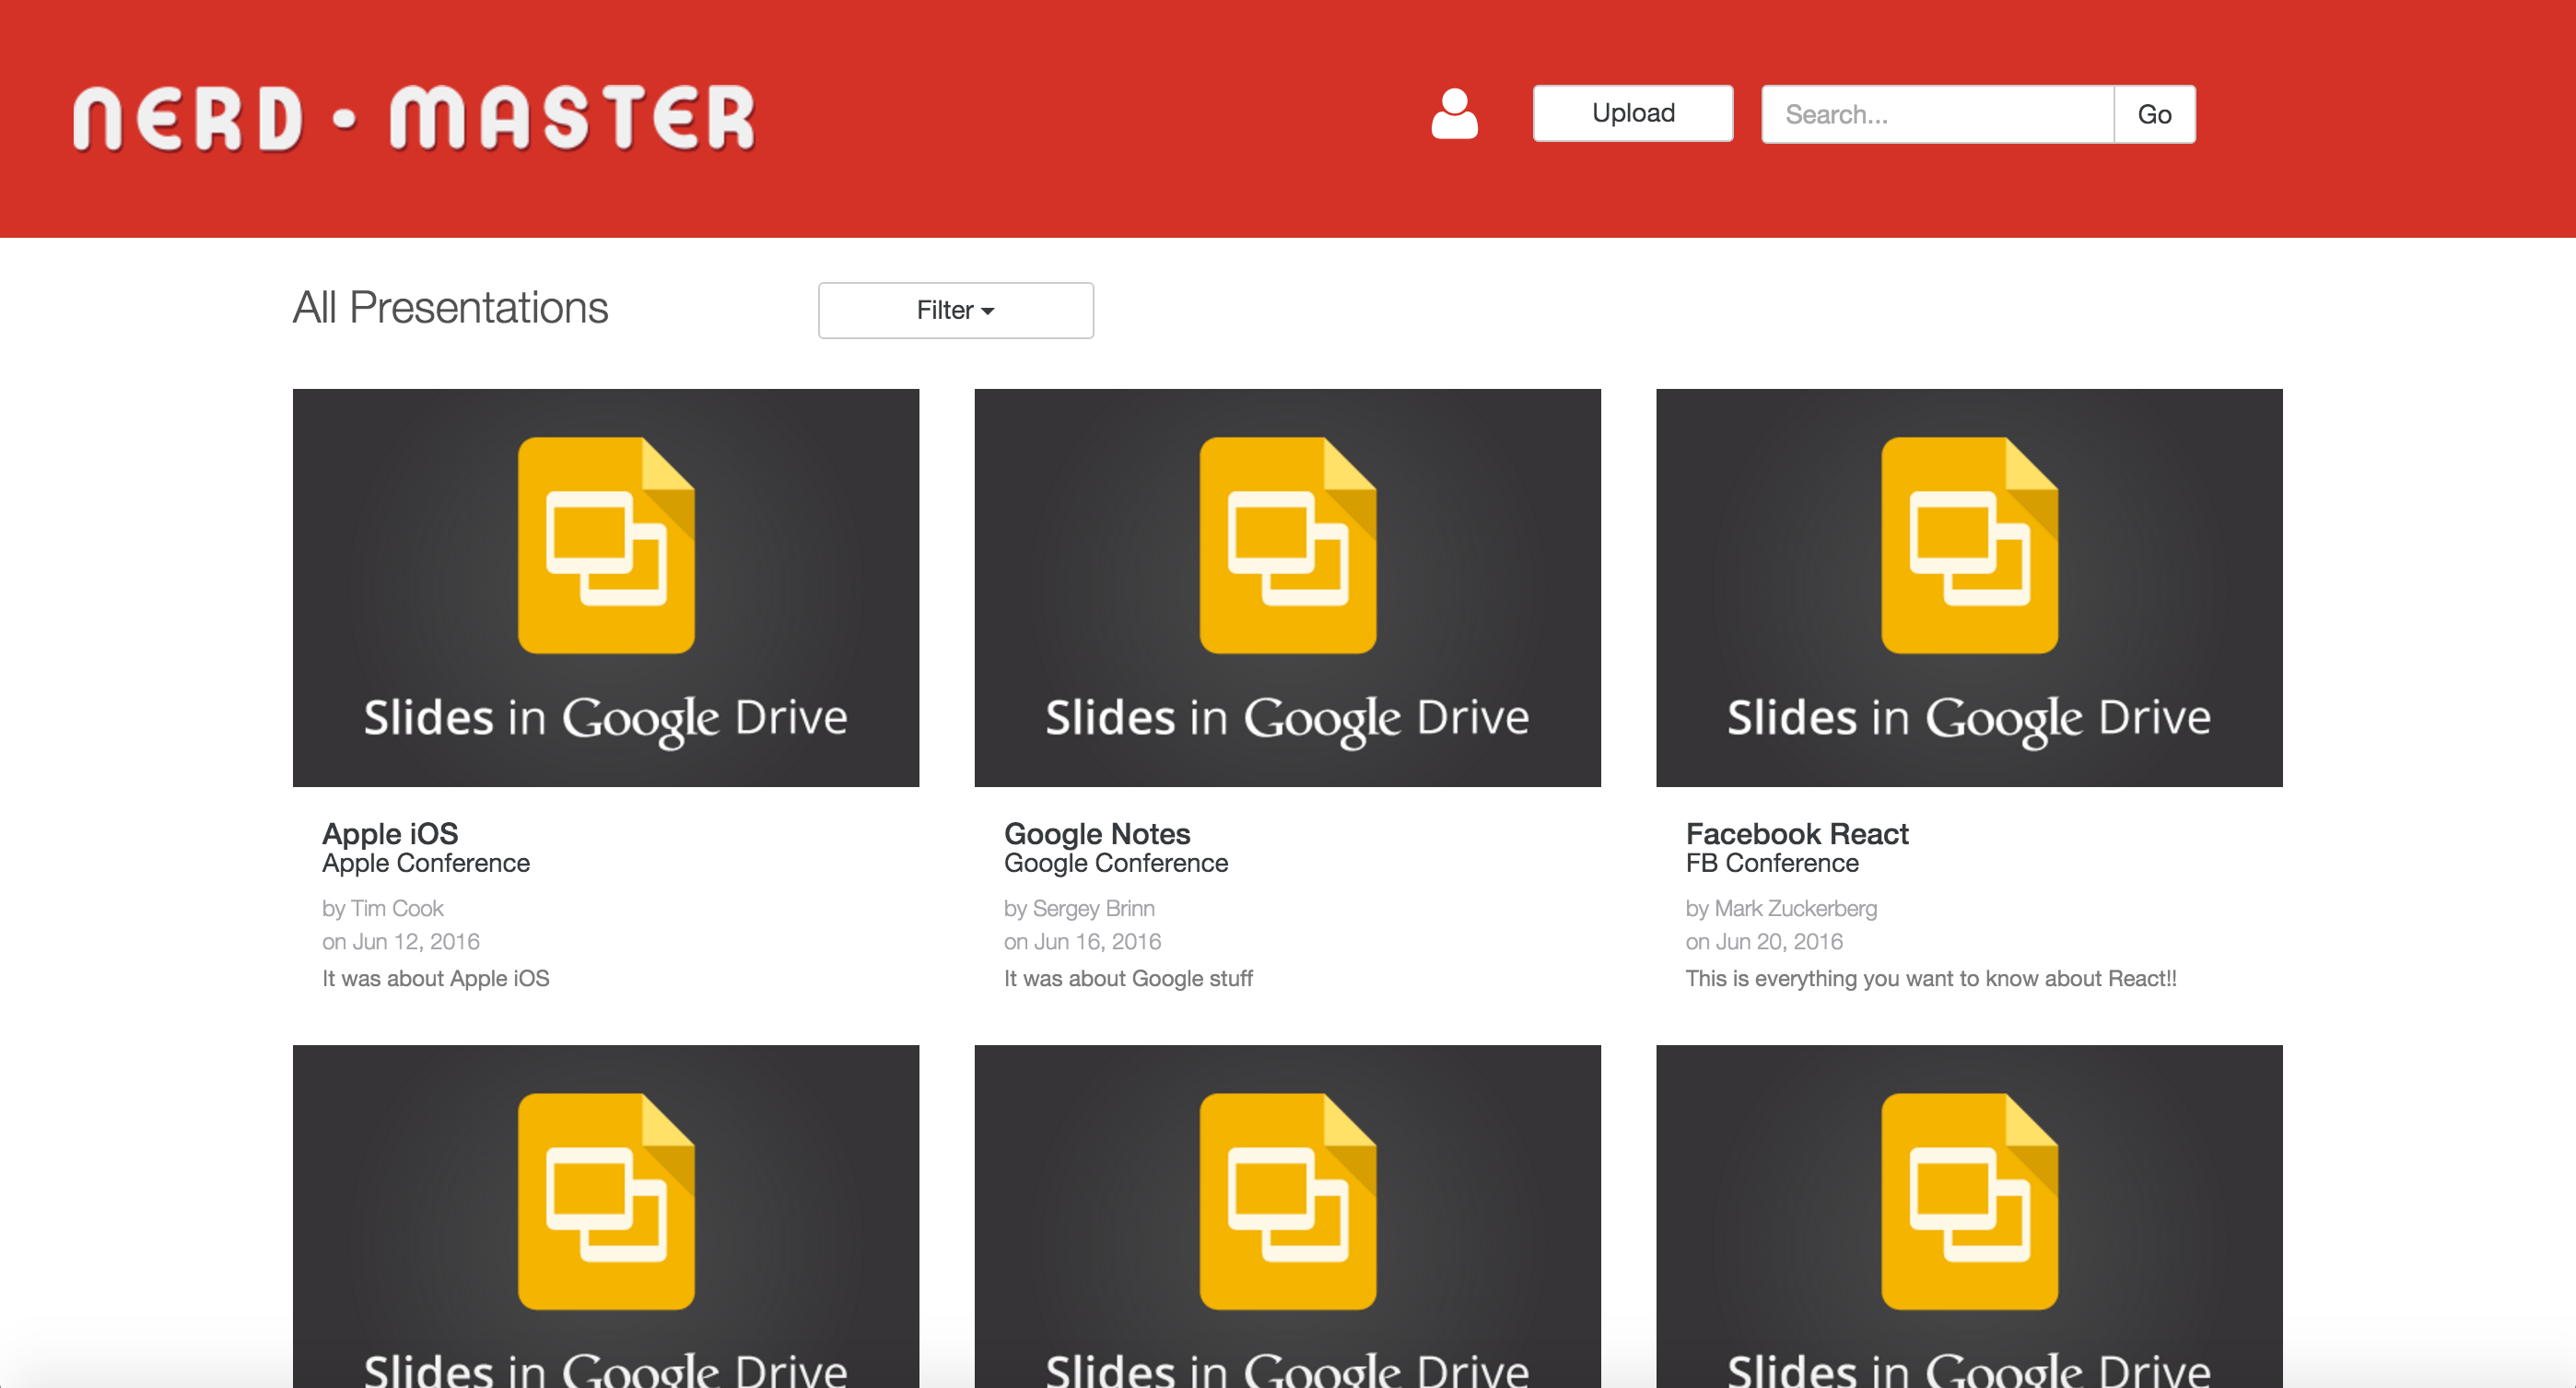 NERD • MASTER
Upload
Search...
Go
All Presentations
Filter
Slides in Google Drive
Slides in Google Drive
Slides in Google Drive
Apple iOS
Apple Conference
by Tim Cook
on Jun 12, 2016
It was about Apple iOS
Google Notes
Google Conference
by Sergey Brinn
on Jun 16, 2016
It was about Google stuff
Facebook React
FB Conference
by Mark Zuckerberg
on Jun 20, 2016
This is everything you want to know about React!!
Slides in Google Drive
Slides in Google Drive
Slides in Google Drive